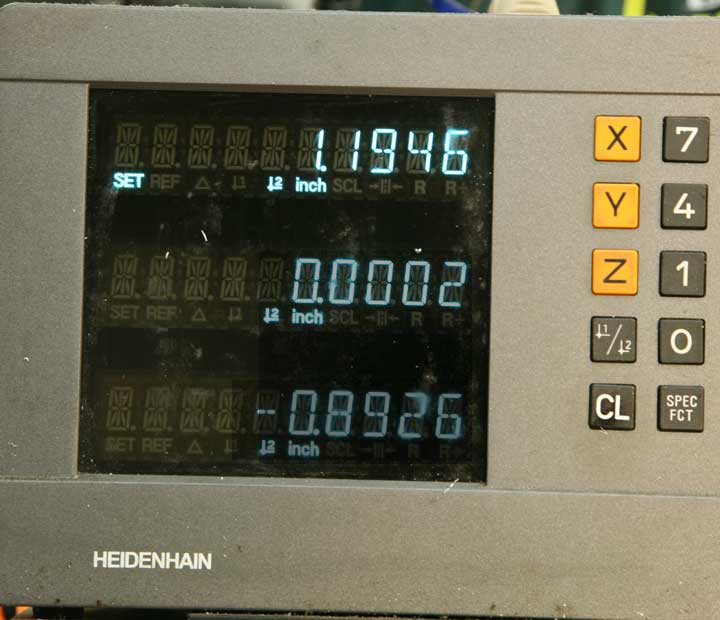 1.1946
SET REF △ ↧1 ↧2 inch SCL →|||← R R÷
0.0002
SET REF △ ↧1 ↧2 inch SCL →|||← R R÷
-0.8926
SET REF △ ↧1 ↧2 inch SCL →|||← R R÷
X 7
Y 4
Z 1
↧1/↧2 0
CL SPEC FCT
HEIDENHAIN